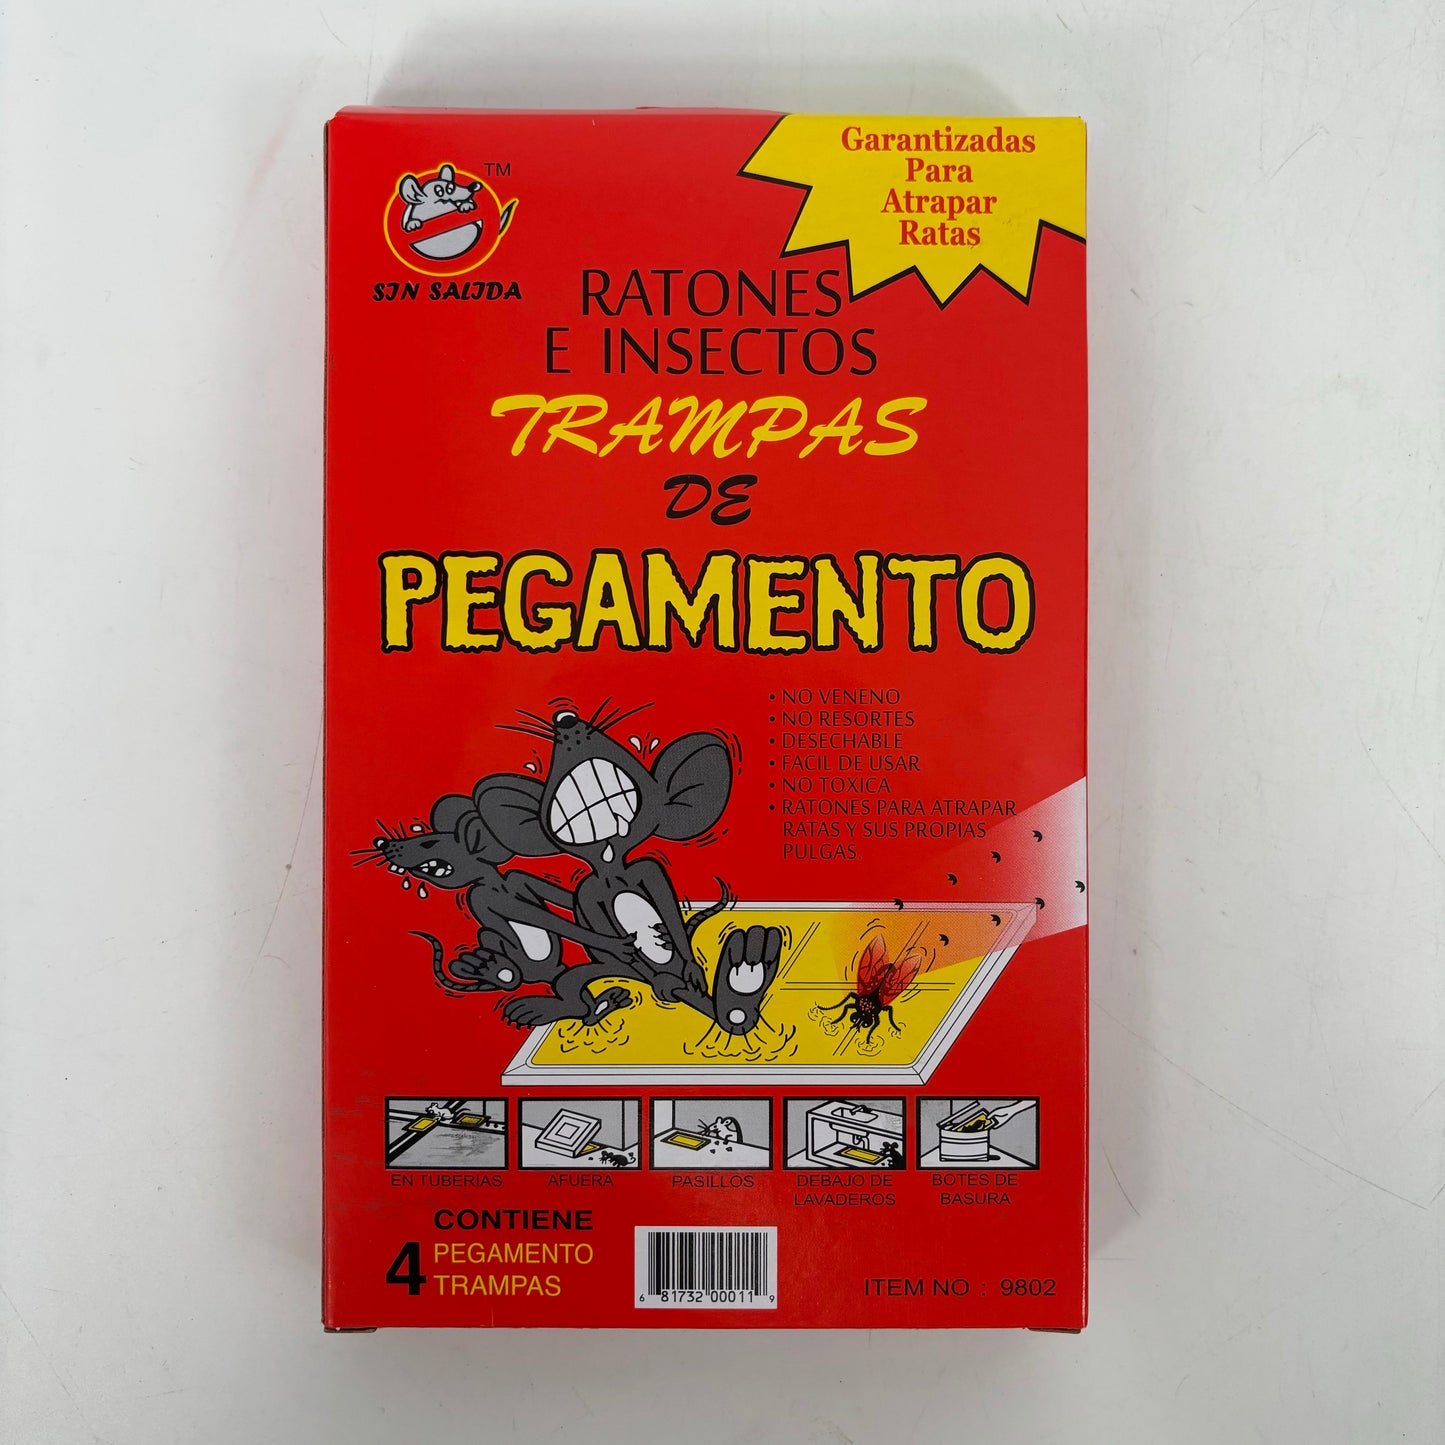 TM
SIN SALIDA
Garantizadas
Para
Atrapar
Ratas
RATONES
E INSECTOS
TRAMPAS
DE
PEGAMENTO
• NO VENENO
• NO RESORTES
• DESECHABLE
• FACIL DE USAR
• NO TOXICA
• RATONES PARA ATRAPAR
RATAS Y SUS PROPIAS
PULGAS.
EN TUBERIAS
AFUERA
PASILLOS
DEBAJO DE
LAVADEROS
BOTES DE
BASURA
CONTIENE
4 PEGAMENTO
TRAMPAS
6 81732 00011 9
ITEM NO : 9802